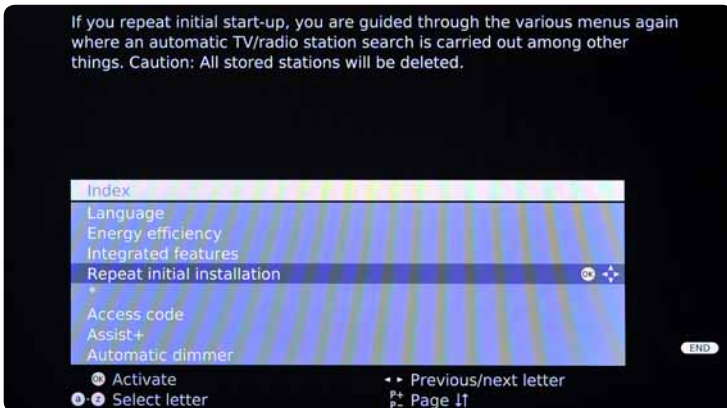 If you repeat initial start-up, you are guided through the various menus again
where an automatic TV/radio station search is carried out among other
things. Caution: All stored stations will be deleted.
Index
Language
Energy efficiency
Integrated features
Repeat initial installation OK
*
Access code
Assist+
Automatic dimmer
END
OK Activate
Previous/next letter
a - z Select letter
P+ P- Page ↓↑